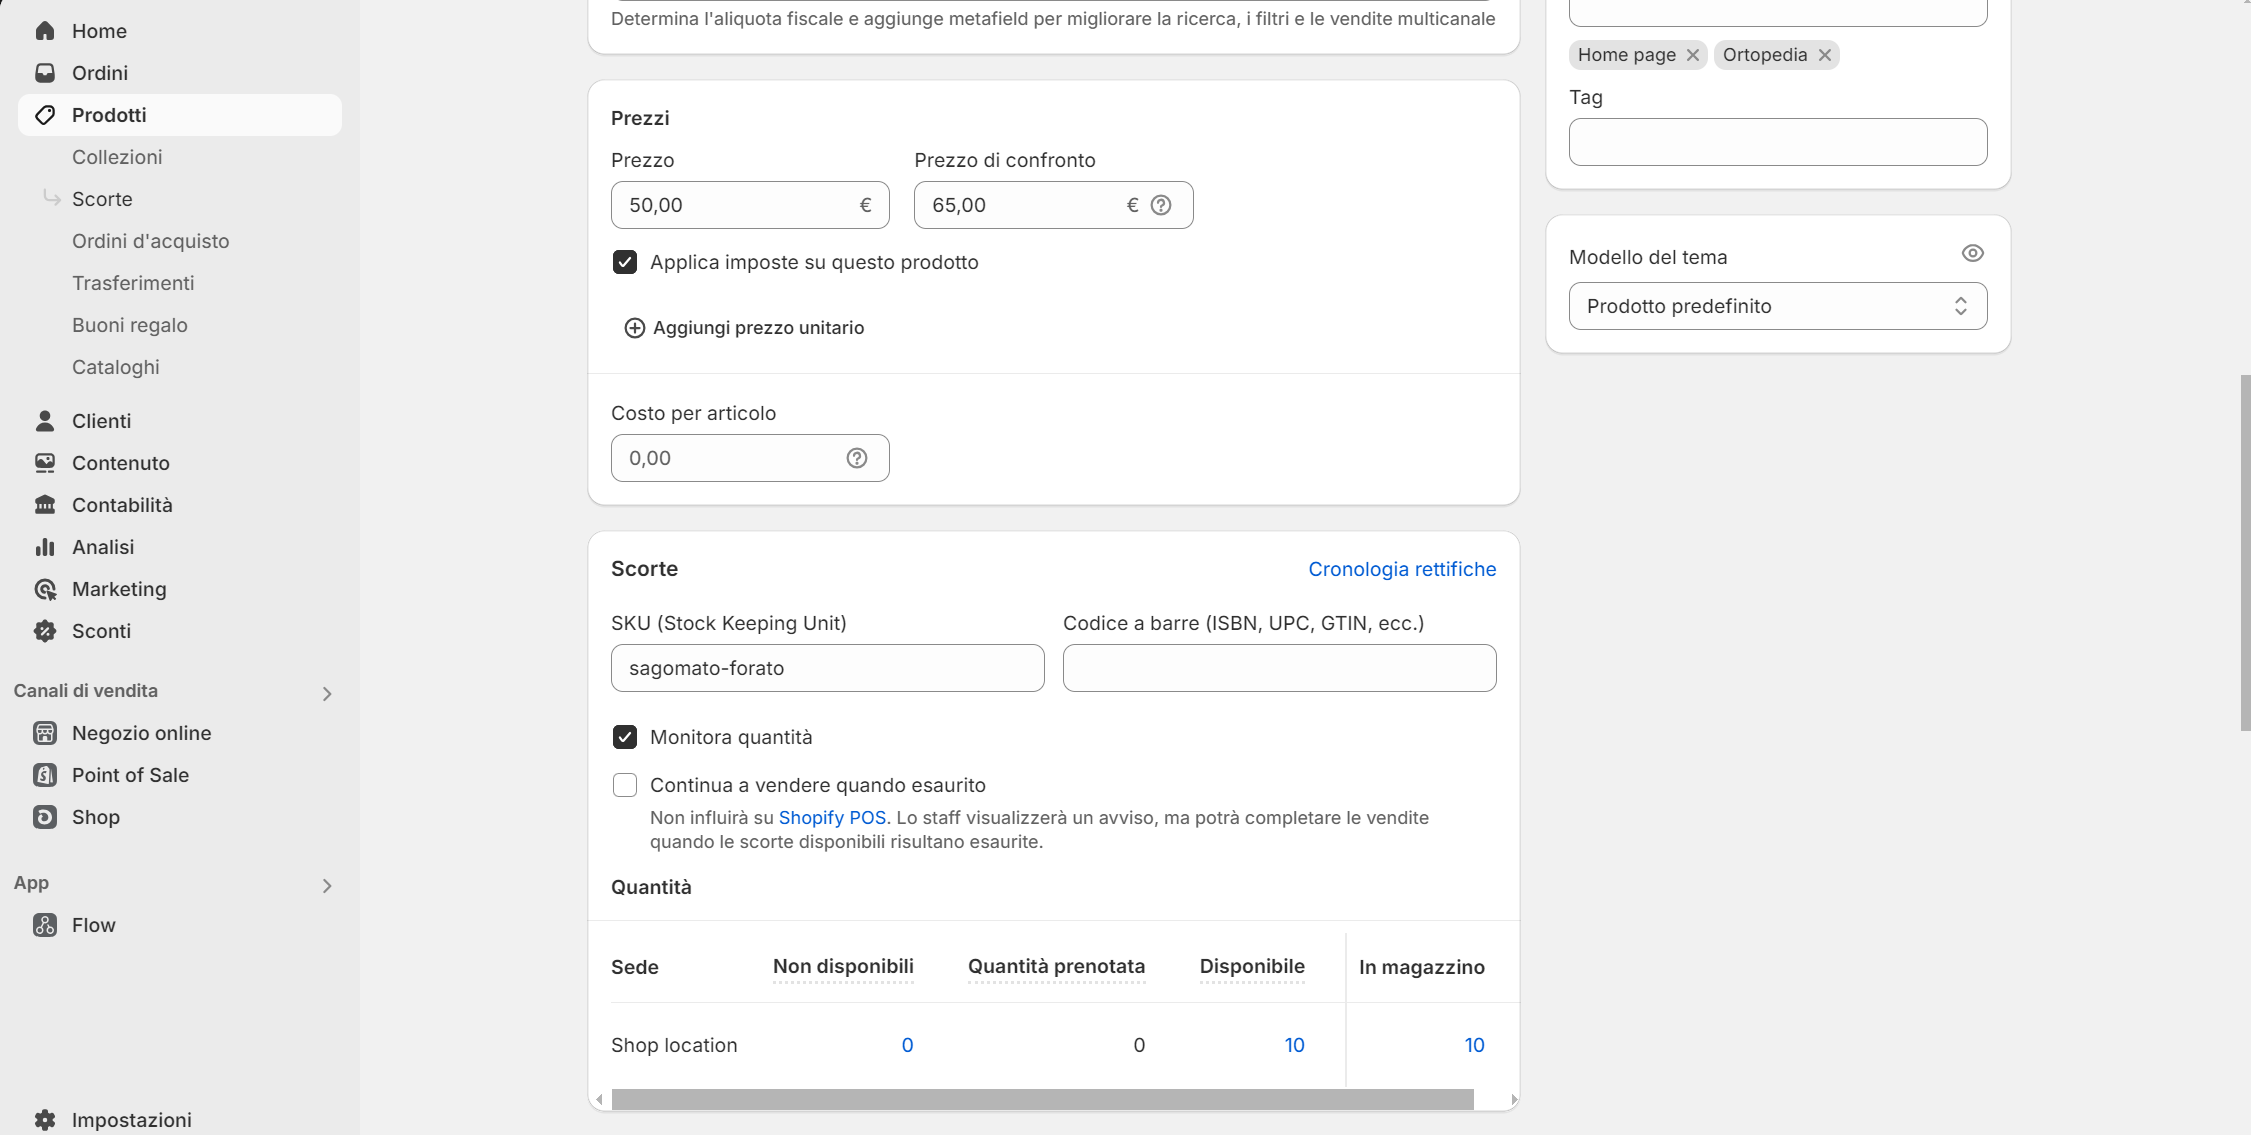 Home
Ordini
Prodotti
Collezioni
Scorte
Ordini d'acquisto
Trasferimenti
Buoni regalo
Cataloghi
Clienti
Contenuto
Contabilità
Analisi
Marketing
Sconti
Canali di vendita
Negozio online
Point of Sale
Shop
App
Flow
Impostazioni
Determina l'aliquota fiscale e aggiunge metafield per migliorare la ricerca, i filtri e le vendite multicanale
Prezzi
Prezzo
Prezzo di confronto
50,00 €
65,00 €
Applica imposte su questo prodotto
Aggiungi prezzo unitario
Costo per articolo
0,00
Scorte
Cronologia rettifiche
SKU (Stock Keeping Unit)
Codice a barre (ISBN, UPC, GTIN, ecc.)
sagomato-forato
Monitora quantità
Continua a vendere quando esaurito
Non influirà su Shopify POS. Lo staff visualizzerà un avviso, ma potrà completare le vendite
quando le scorte disponibili risultano esaurite.
Quantità
Sede Non disponibili Quantità prenotata Disponibile In magazzino
Shop location 0 0 10 10
Home page
Ortopedia
Tag
Modello del tema
Prodotto predefinito